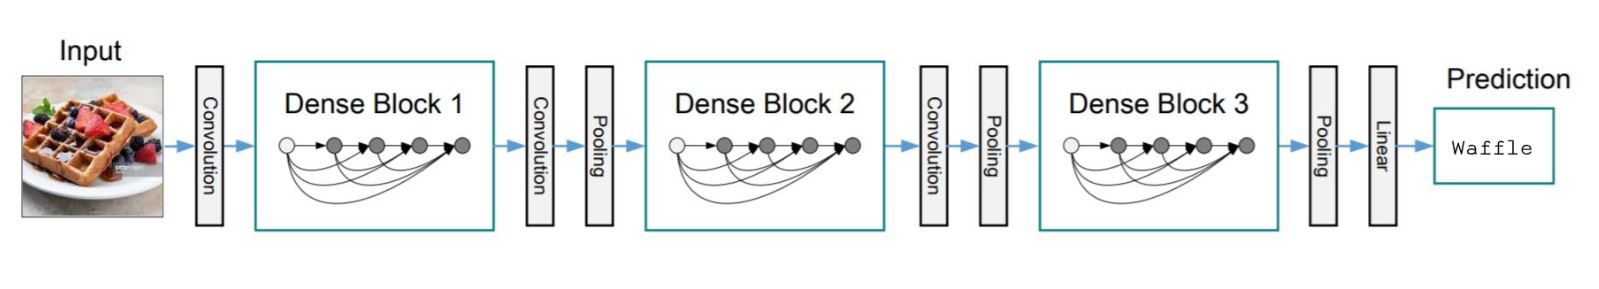 Input
Convolution
Dense Block 1
Convolution
Pooling
Dense Block 2
Convolution
Pooling
Dense Block 3
Pooling
Linear
Prediction
Waffle